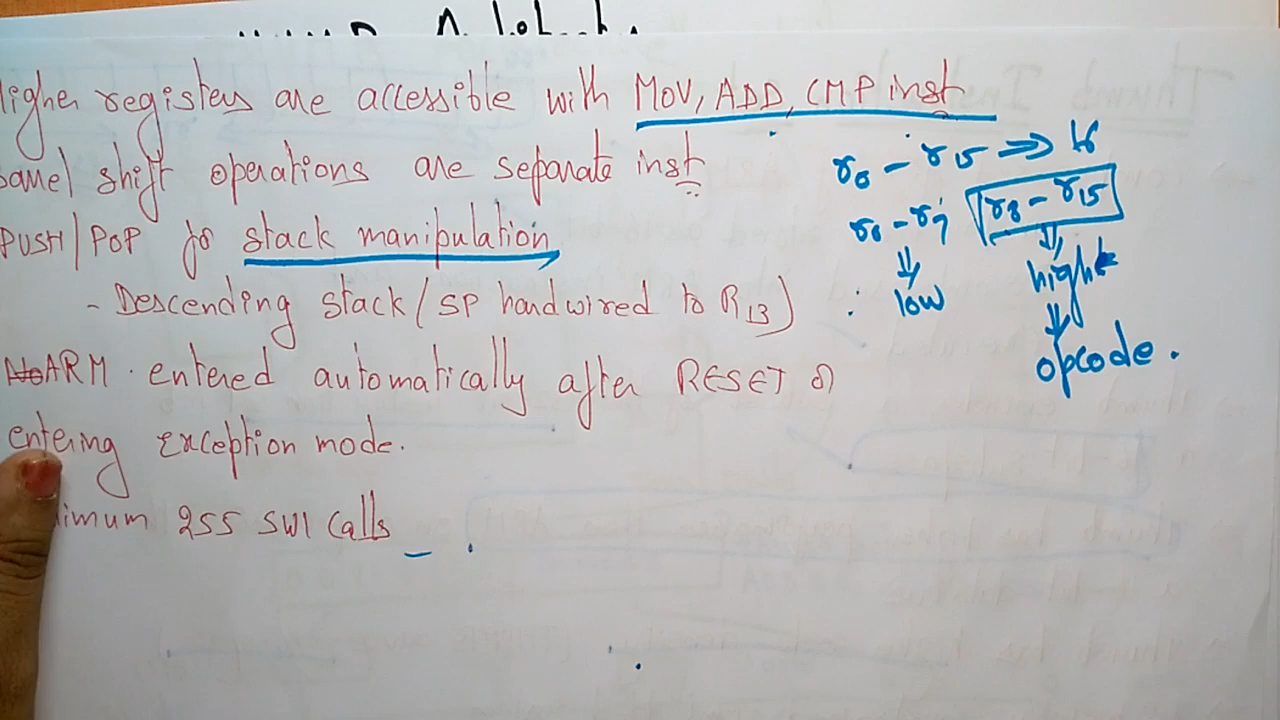 Higher registers are accessible with MOV, ADD, CMP inst
barrel shift operations are separate inst
PUSH/POP for stack manipulation
- Descending stack (SP hardwired to R13)
ARM entered automatically after RESET or
entering exception mode.
255 SWI Calls
r0 - r15 ⇒ 16
r0 - r7 r8 - r15
low high
opcode.